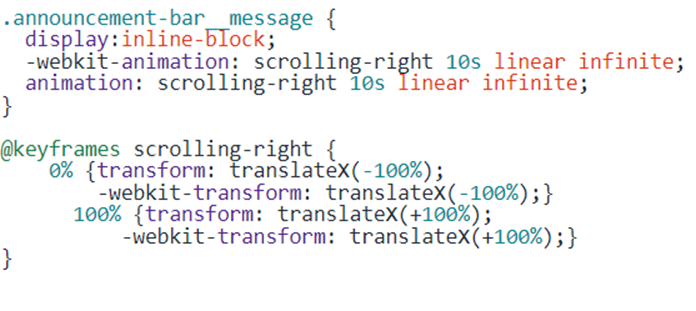 .announcement-bar__message {
display:inline-block;
-webkit-animation: scrolling-right 10s linear infinite;
animation: scrolling-right 10s linear infinite;
}
@keyframes scrolling-right {
0% {transform: translateX(-100%);
-webkit-transform: translateX(-100%);}
100% {transform: translateX(+100%);
-webkit-transform: translateX(+100%);}
}